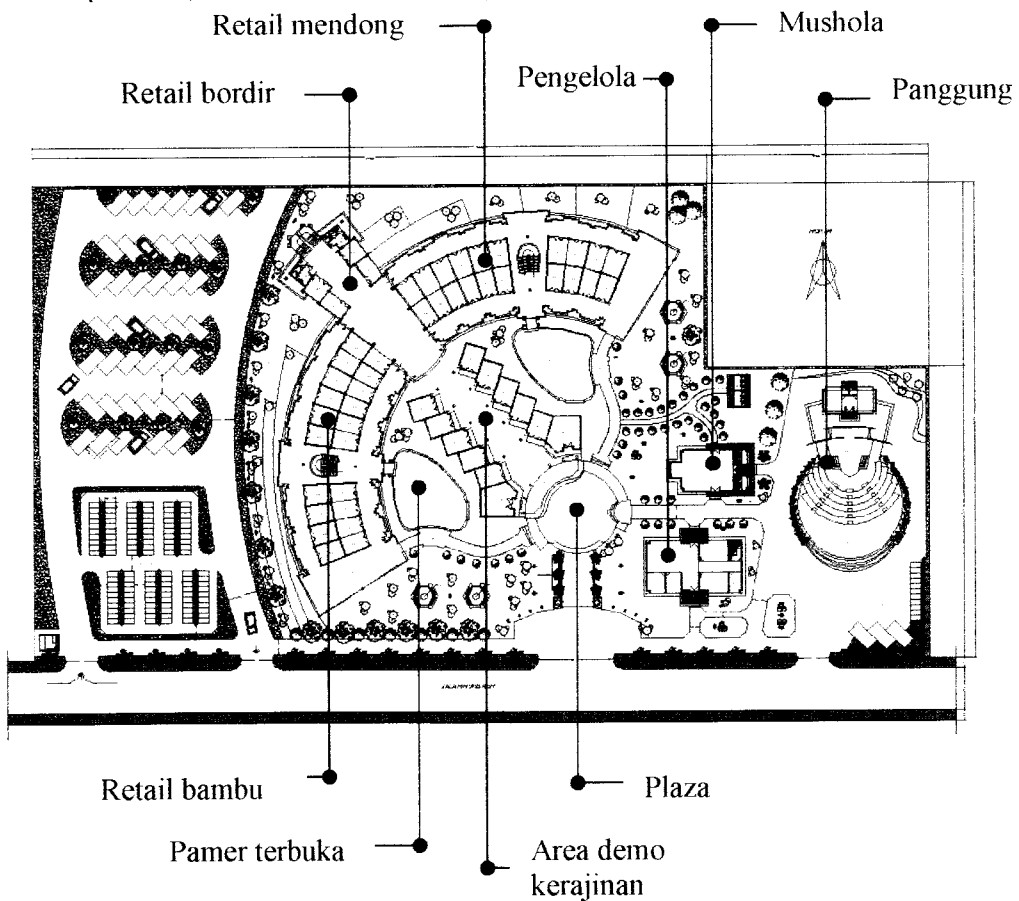 Retail mendong
Mushola
Pengelola
Retail bordir
Panggung
Retail bambu
Plaza
Pamer terbuka
Area demo
kerajinan